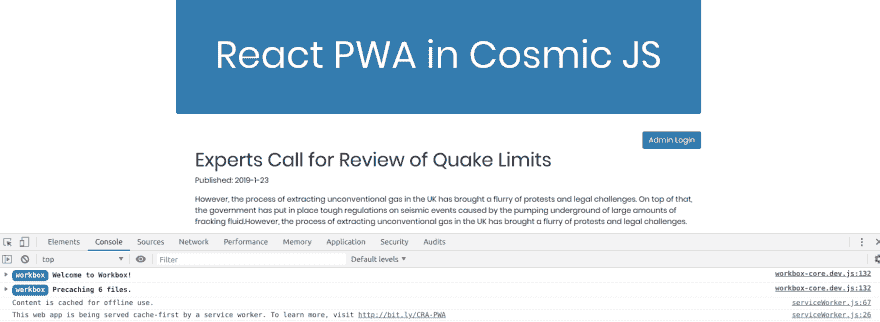 React PWA in Cosmic JS
Admin Login
Experts Call for Review of Quake Limits
Published: 2019-1-23
However, the process of extracting unconventional gas in the UK has brought a flurry of protests and legal challenges. On top of that,
the government has put in place tough regulations on seismic events caused by the pumping underground of large amounts of
fracking fluid.However, the process of extracting unconventional gas in the UK has brought a flurry of protests and legal challenges.
Elements Console Sources Network Performance Memory Application Security Audits
top Filter Default levels
workbox Welcome to Workbox! workbox-core.dev.js:132
workbox Precaching 6 files. workbox-core.dev.js:132
Content is cached for offline use. serviceWorker.js:67
This web app is being served cache-first by a service worker. To learn more, visit http://bit.ly/CRA-PWA serviceWorker.js:26